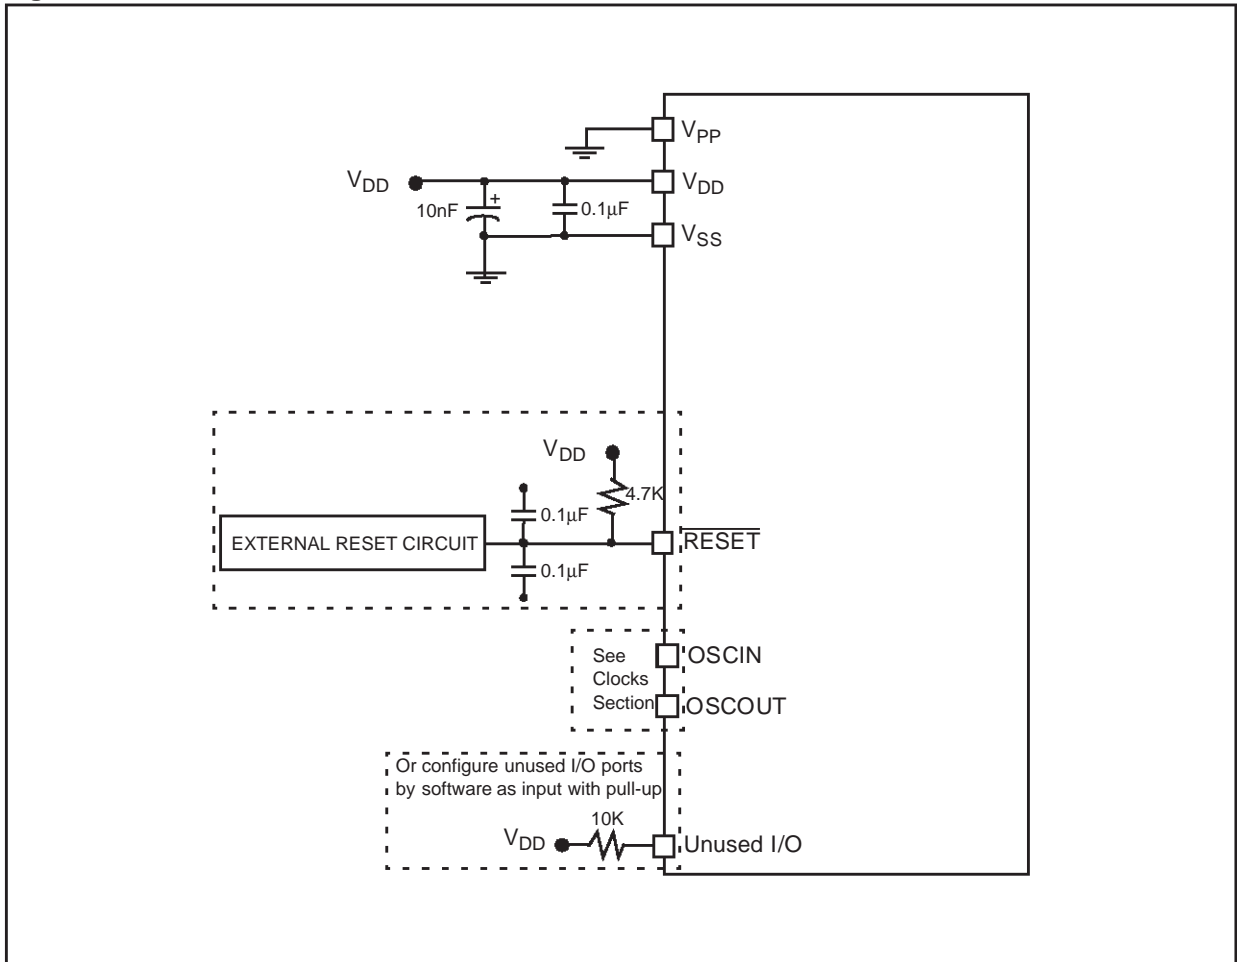 VPP
VDD
VDD
10nF
+
0.1µF
VSS
VDD
4.7K
0.1µF
EXTERNAL RESET CIRCUIT
RESET
0.1µF
See
Clocks
Section
OSCIN
OSCOUT
Or configure unused I/O ports
by software as input with pull-up
10K
VDD
Unused I/O